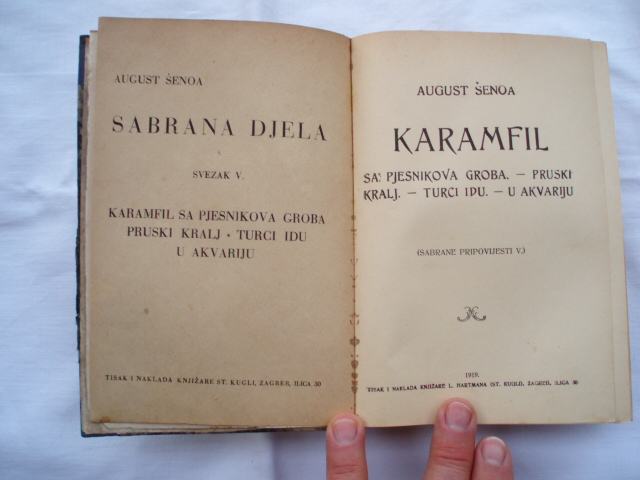 AUGUST ŠENOA
SABRANA DJELA
SVEZAK V.
KARAMFIL SA PJESNIKOVA GROBA
PRUSKI KRALJ • TURCI IDU
U AKVARIJU
TISAK I NAKLADA KNJIŽARE ST. KUGLI, ZAGREB, ILICA 30
AUGUST ŠENOA
KARAMFIL
SA PJESNIKOVA GROBA. — PRUSKI
KRALJ. — TURCI IDU. — U AKVARIJU
(SABRANE PRIPOVIJESTI V.)
1919.
TISAK I NAKLADA KNJIŽARE L. HARTMANA (ST. KUGLI), ZAGREB, ILICA 30